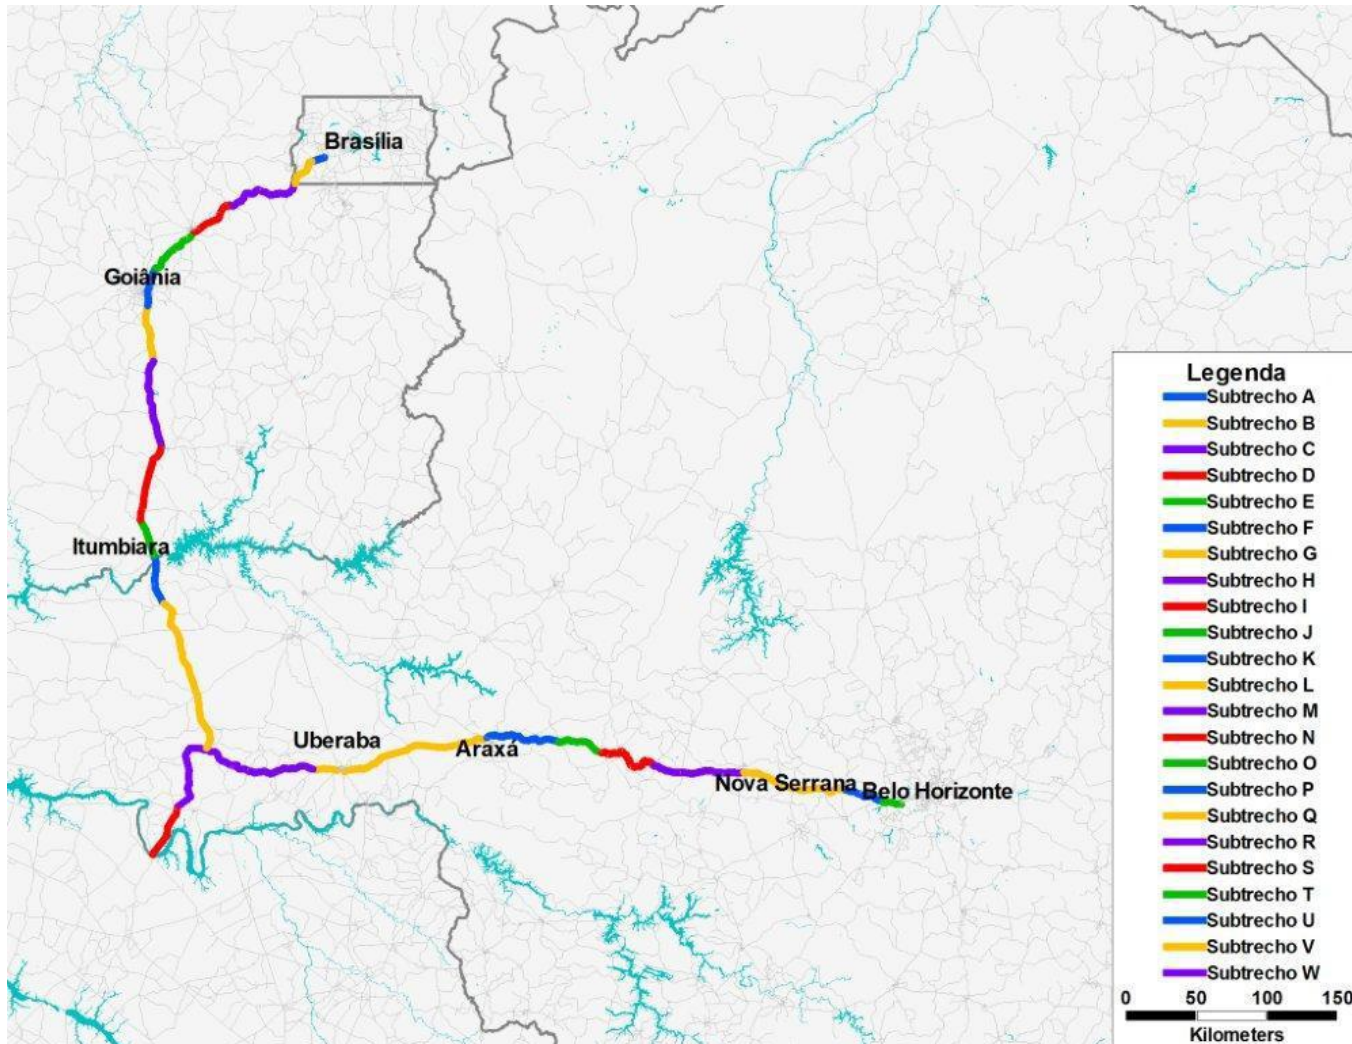 Brasília
Goiânia
Itumbiara
Uberaba
Araxá
Nova Serrana
Belo Horizonte
Legenda
Subtrecho A
Subtrecho B
Subtrecho C
Subtrecho D
Subtrecho E
Subtrecho F
Subtrecho G
Subtrecho H
Subtrecho I
Subtrecho J
Subtrecho K
Subtrecho L
Subtrecho M
Subtrecho N
Subtrecho O
Subtrecho P
Subtrecho Q
Subtrecho R
Subtrecho S
Subtrecho T
Subtrecho U
Subtrecho V
Subtrecho W
0 50 100 150
Kilometers